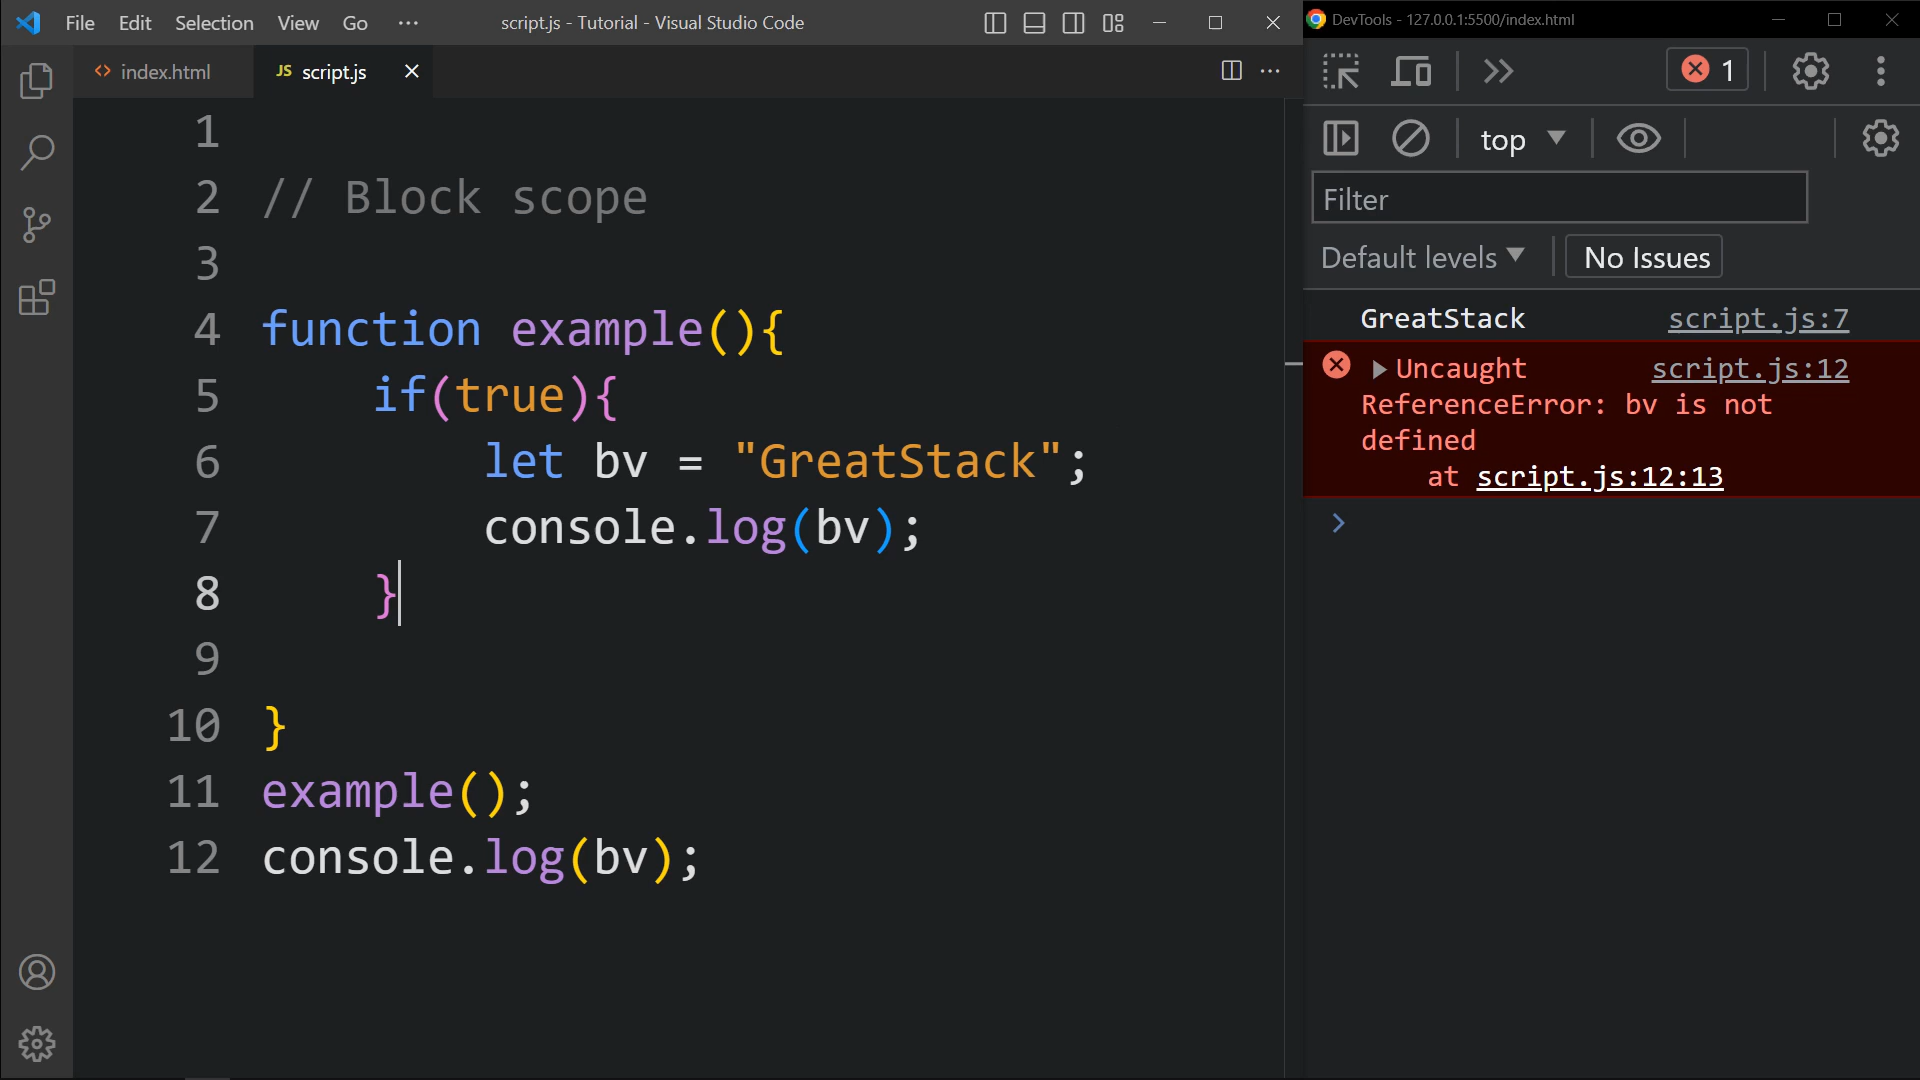 File Edit Selection View Go ··· script.js - Tutorial - Visual Studio Code
index.html JS script.js
1
2 // Block scope
3
4 function example(){
5 if(true){
6 let bv = "GreatStack";
7 console.log(bv);
8 }
9
10 }
11 example();
12 console.log(bv);
DevTools - 127.0.0.1:5500/index.html
1
top
Filter
Default levels No Issues
GreatStack script.js:7
Uncaught script.js:12
ReferenceError: bv is not
defined
at script.js:12:13